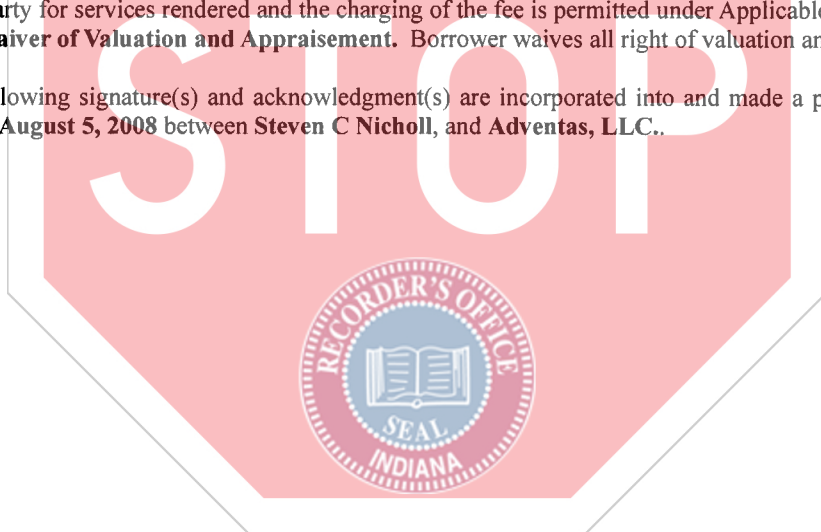 arty for services rendered and the charging of the fee is permitted under Applicable
aiver of Valuation and Appraisement. Borrower waives all right of valuation an
lowing signature(s) and acknowledgment(s) are incorporated into and made a p
August 5, 2008 between Steven C Nicholl, and Adventas, LLC..
STOP
RECORDER'S OFFICE
SEAL
INDIANA